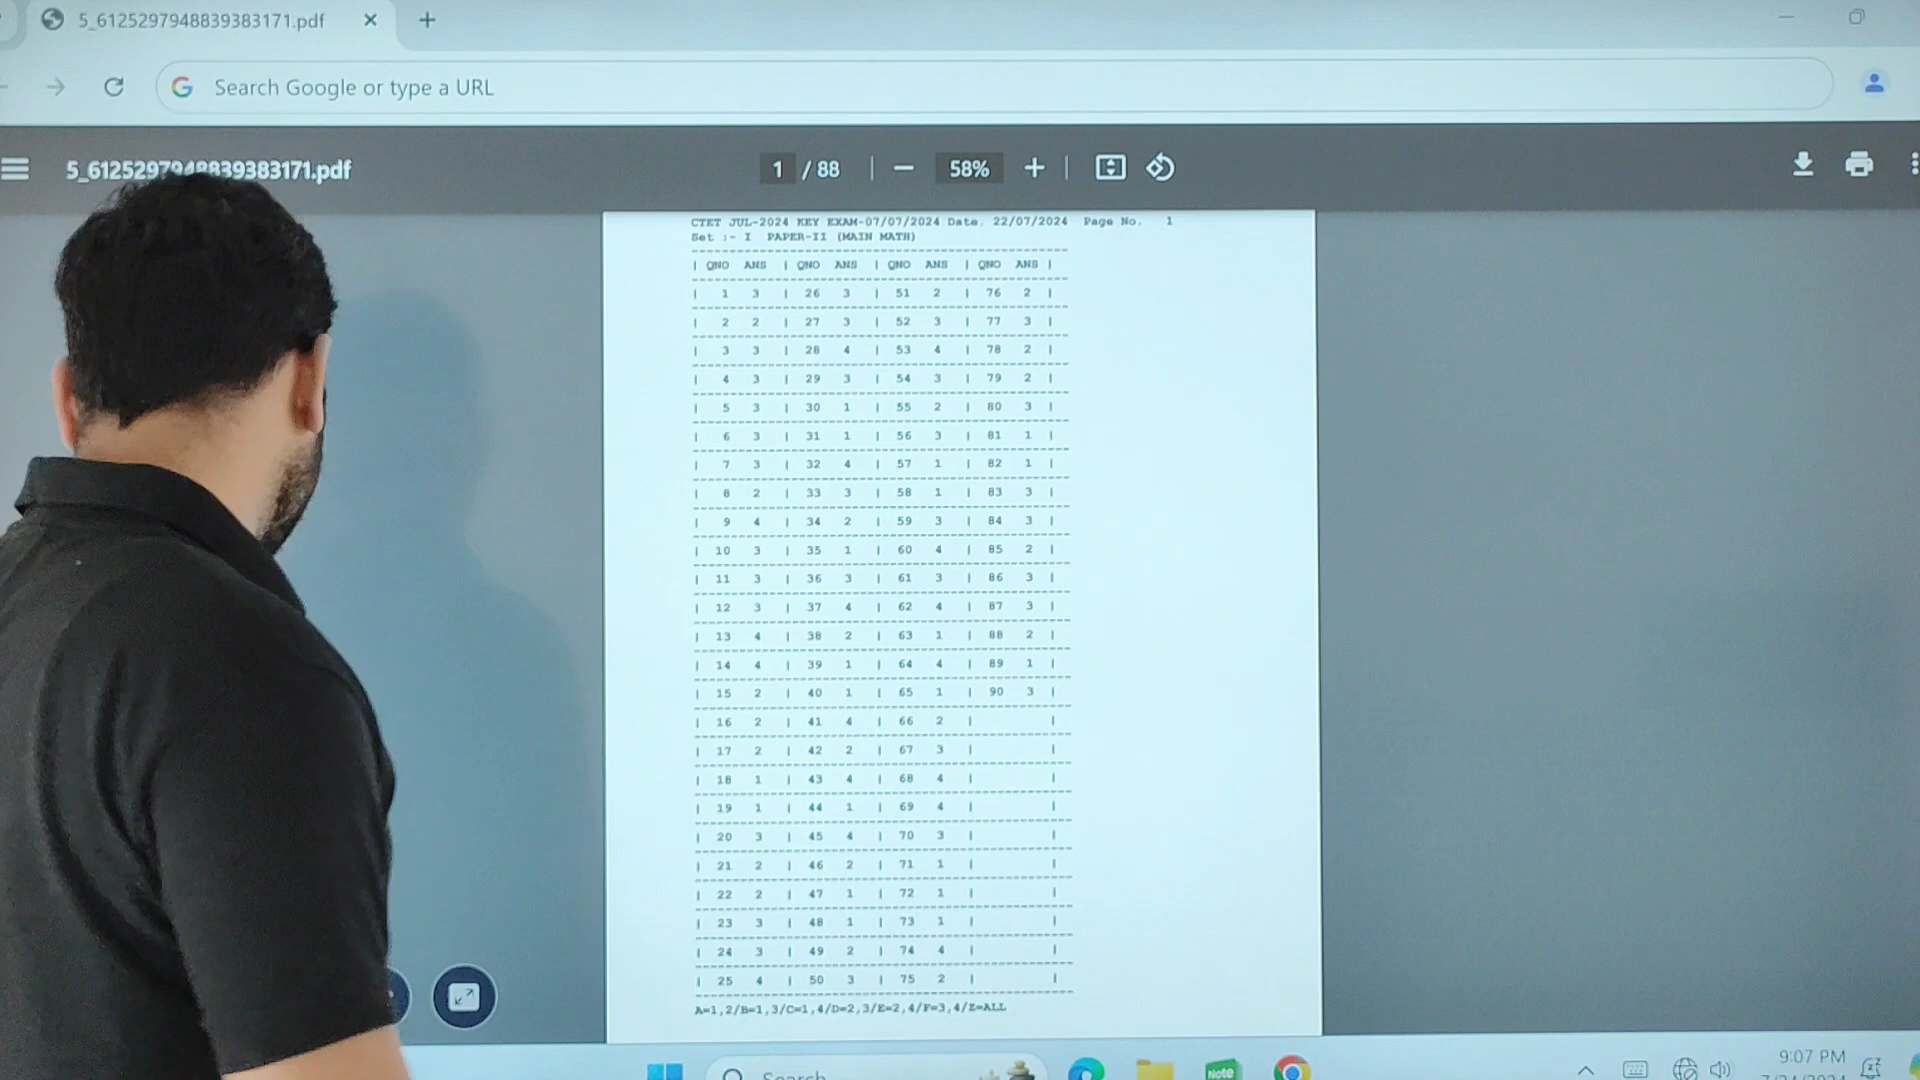 5_6125297948839383171.pdf
Search Google or type a URL
5_6125297948839383171.pdf
1 / 88
58%
CTET JUL-2024 KEY EXAM-07/07/2024 Date. 22/07/2024 Page No. 1
Set :- I PAPER-II (MAIN MATH)
| QNO ANS | QNO ANS | QNO ANS | QNO ANS |
| 1 3 | 26 3 | 51 2 | 76 2 |
| 2 2 | 27 3 | 52 3 | 77 3 |
| 3 3 | 28 4 | 53 4 | 78 2 |
| 4 3 | 29 3 | 54 3 | 79 2 |
| 5 3 | 30 1 | 55 2 | 80 3 |
| 6 3 | 31 1 | 56 3 | 81 1 |
| 7 3 | 32 4 | 57 1 | 82 1 |
| 8 2 | 33 3 | 58 1 | 83 3 |
| 9 4 | 34 2 | 59 3 | 84 3 |
| 10 3 | 35 1 | 60 4 | 85 2 |
| 11 3 | 36 3 | 61 3 | 86 3 |
| 12 3 | 37 4 | 62 4 | 87 3 |
| 13 4 | 38 2 | 63 1 | 88 2 |
| 14 4 | 39 1 | 64 4 | 89 1 |
| 15 2 | 40 1 | 65 1 | 90 3 |
| 16 2 | 41 4 | 66 2 | |
| 17 2 | 42 2 | 67 3 | |
| 18 1 | 43 4 | 68 4 | |
| 19 1 | 44 1 | 69 4 | |
| 20 3 | 45 4 | 70 3 | |
| 21 2 | 46 2 | 71 1 | |
| 22 2 | 47 1 | 72 1 | |
| 23 3 | 48 1 | 73 1 | |
| 24 3 | 49 2 | 74 4 | |
| 25 4 | 50 3 | 75 2 | |
A=1,2/B=1,3/C=1,4/D=2,3/E=2,4/F=3,4/Z=ALL
Search
Note
9:07 PM